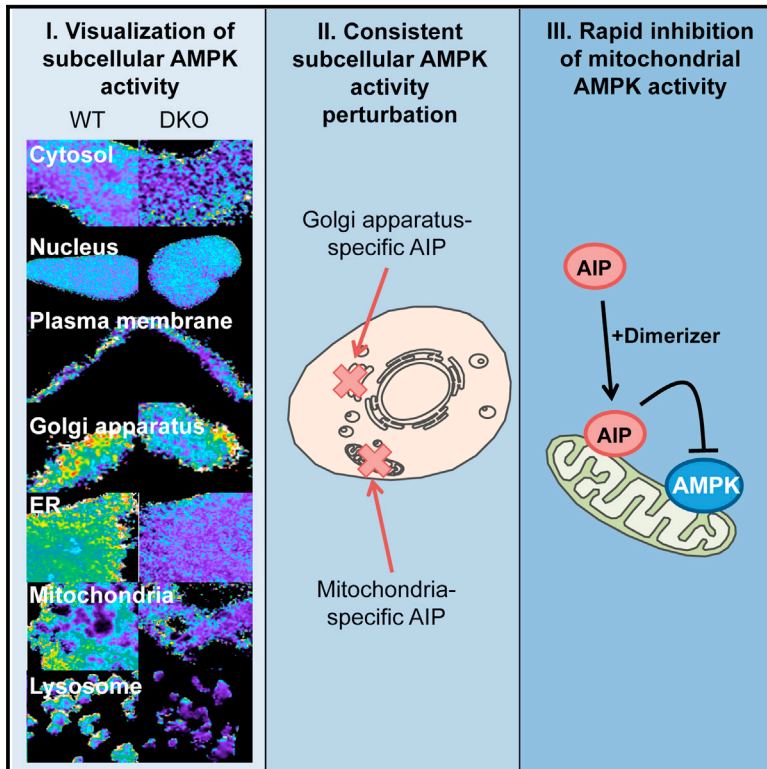 I. Visualization of
subcellular AMPK
activity
WT DKO
Cytosol
Nucleus
Plasma membrane
Golgi apparatus
ER
Mitochondria
Lysosome
II. Consistent
subcellular AMPK
activity
perturbation
Golgi apparatus-
specific AIP
Mitochondria-
specific AIP
III. Rapid inhibition
of mitochondrial
AMPK activity
AIP
+Dimerizer
AIP
AMPK